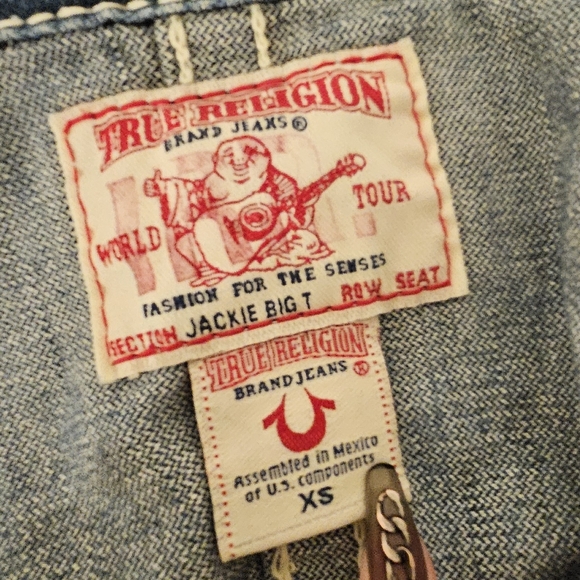 TRUE RELIGION
BRAND JEANS®
WORLD TOUR
FASHION FOR THE SENSES
SECTION JACKIE BIG T ROW SEAT
TRUE RELIGION
BRAND JEANS ®
Assembled in Mexico
of U.S. components
XS